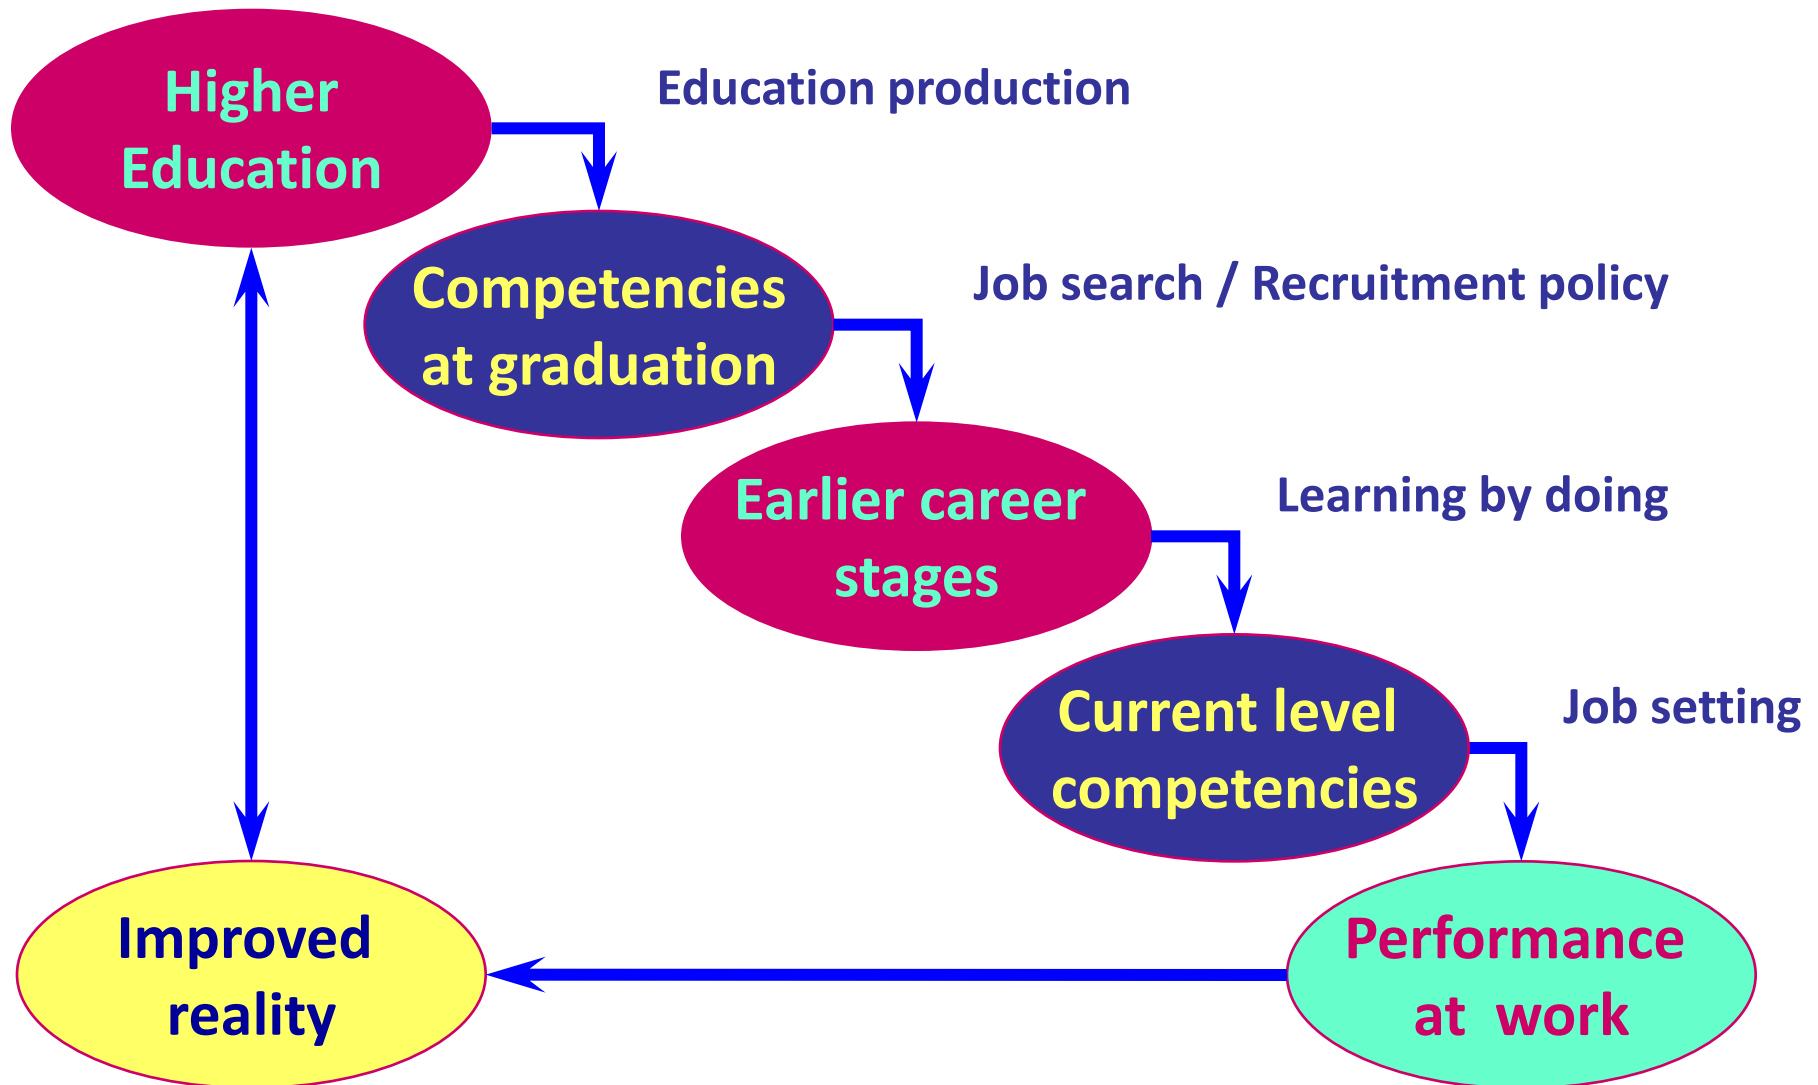 Higher
Education
Education production
Competencies
at graduation
Job search / Recruitment policy
Earlier career
stages
Learning by doing
Current level
competencies
Job setting
Improved
reality
Performance
at  work